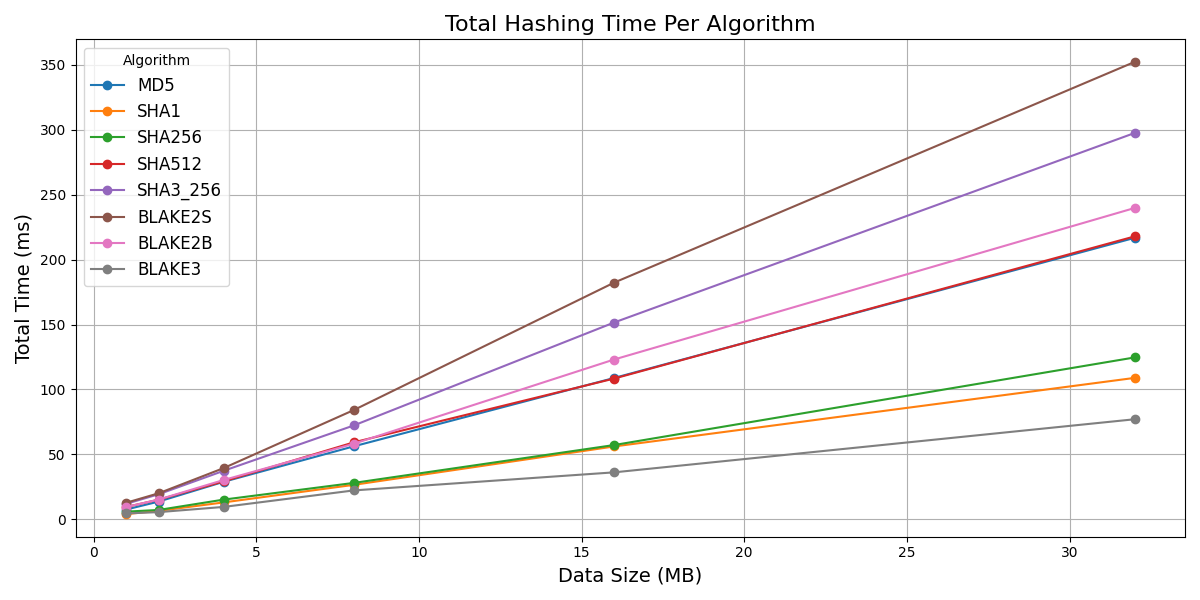 Total Hashing Time Per Algorithm
Algorithm
MD5
SHA1
SHA256
SHA512
SHA3_256
BLAKE2S
BLAKE2B
BLAKE3
Total Time (ms)
350
300
250
200
150
100
50
0
0 5 10 15 20 25 30
Data Size (MB)